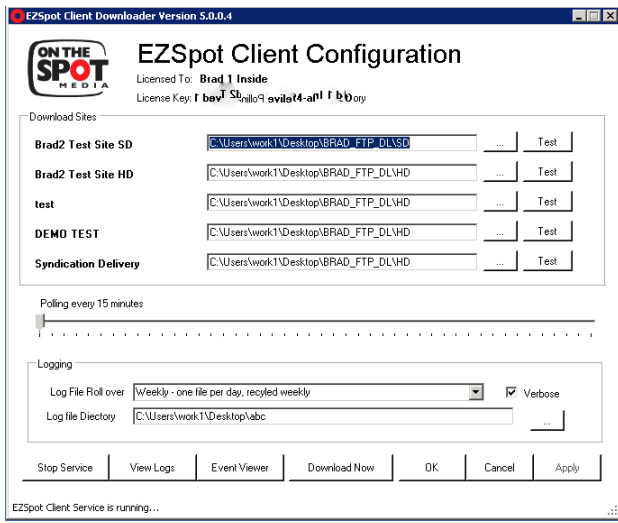 EZSpot Client Downloader Version 5.0.0.4
ON THE
SPOT
MEDIA
EZSpot Client Configuration
Licensed To: Brad 1 Inside
License Key:
Download Sites
Brad2 Test Site SD C:\Users\work1\Desktop\BRAD_FTP_DL\SD ... Test
Brad2 Test Site HD C:\Users\work1\Desktop\BRAD_FTP_DL\HD ... Test
test C:\Users\work1\Desktop\BRAD_FTP_DL\HD ... Test
DEMO TEST C:\Users\work1\Desktop\BRAD_FTP_DL\HD ... Test
Syndication Delivery C:\Users\work1\Desktop\BRAD_FTP_DL\HD ... Test
Polling every 15 minutes
Logging
Log File Roll over Weekly - one file per day, recyled weekly Verbose
Log file Diectory C:\Users\work1\Desktop\abc ...
Stop Service View Logs Event Viewer Download Now OK Cancel Apply
EZSpot Client Service is running...